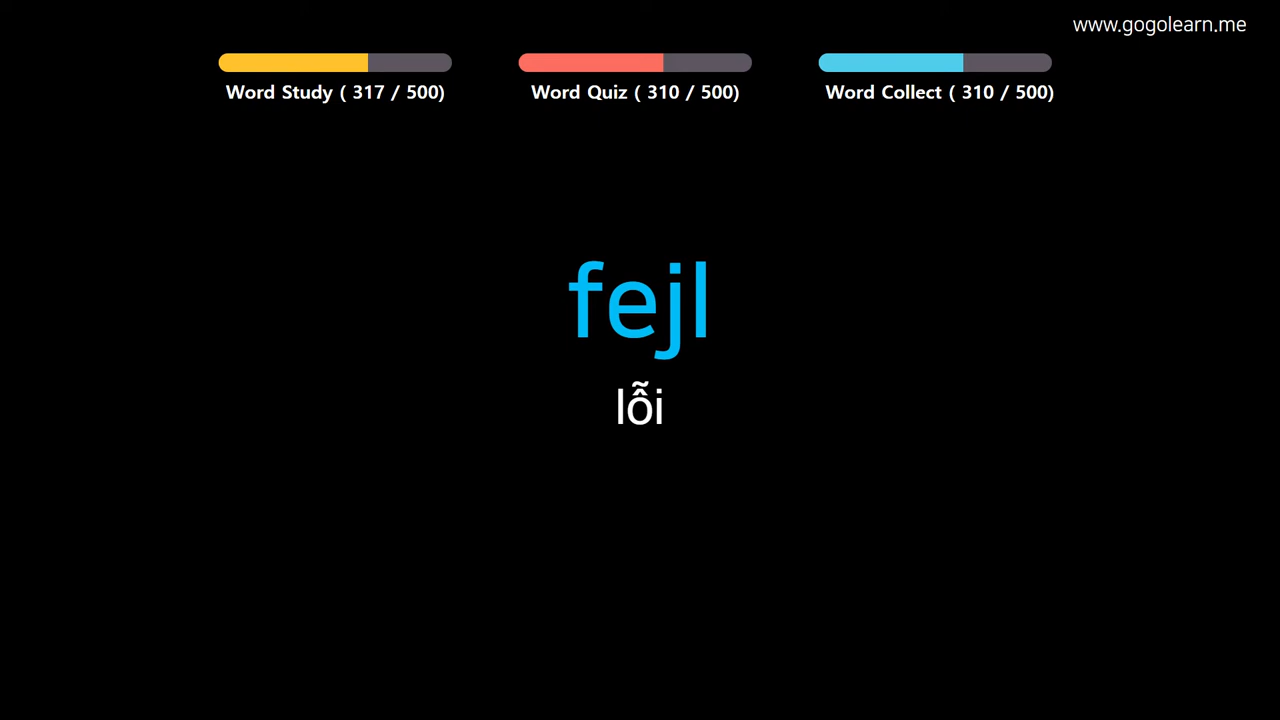 www.gogolearn.me
Word Study ( 317 / 500)
Word Quiz ( 310 / 500)
Word Collect ( 310 / 500)
fejl
lỗi